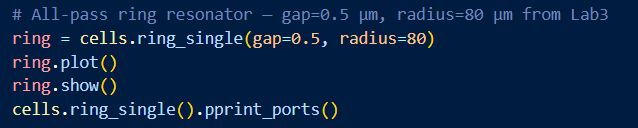 # All-pass ring resonator — gap=0.5 µm, radius=80 µm from Lab3
ring = cells.ring_single(gap=0.5, radius=80)
ring.plot()
ring.show()
cells.ring_single().pprint_ports()